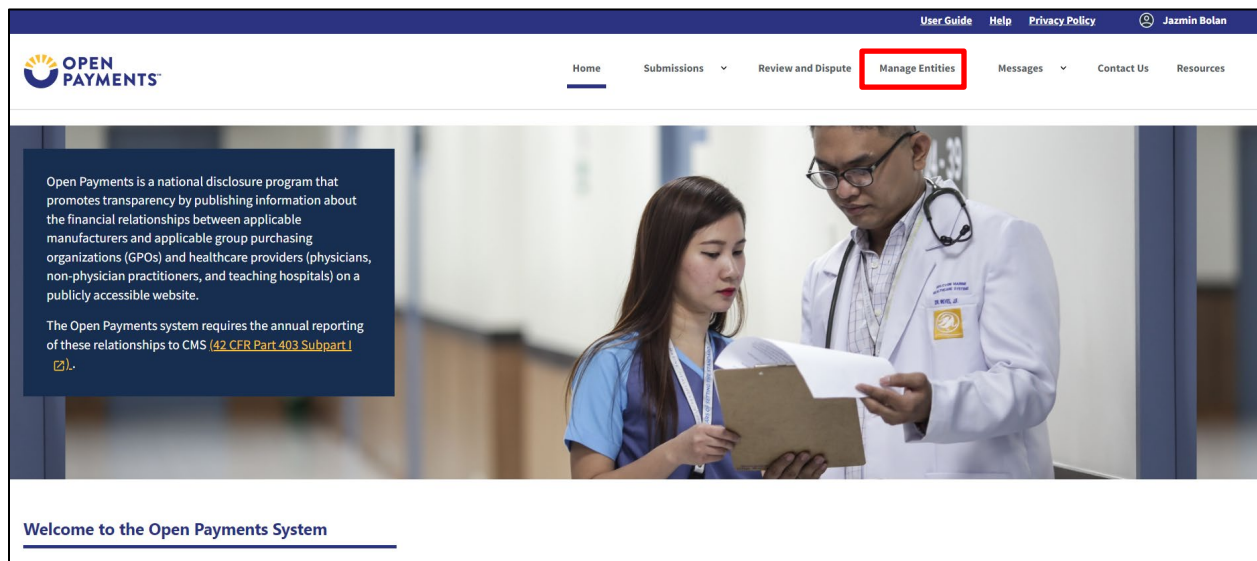 User Guide Help Privacy Policy Jazmin Bolan
OPEN
PAYMENTS
Home Submissions Review and Dispute Manage Entities Messages Contact Us Resources
Open Payments is a national disclosure program that
promotes transparency by publishing information about
the financial relationships between applicable
manufacturers and applicable group purchasing
organizations (GPOs) and healthcare providers (physicians,
non-physician practitioners, and teaching hospitals) on a
publicly accessible website.
The Open Payments system requires the annual reporting
of these relationships to CMS (42 CFR Part 403 Subpart I
).
Welcome to the Open Payments System